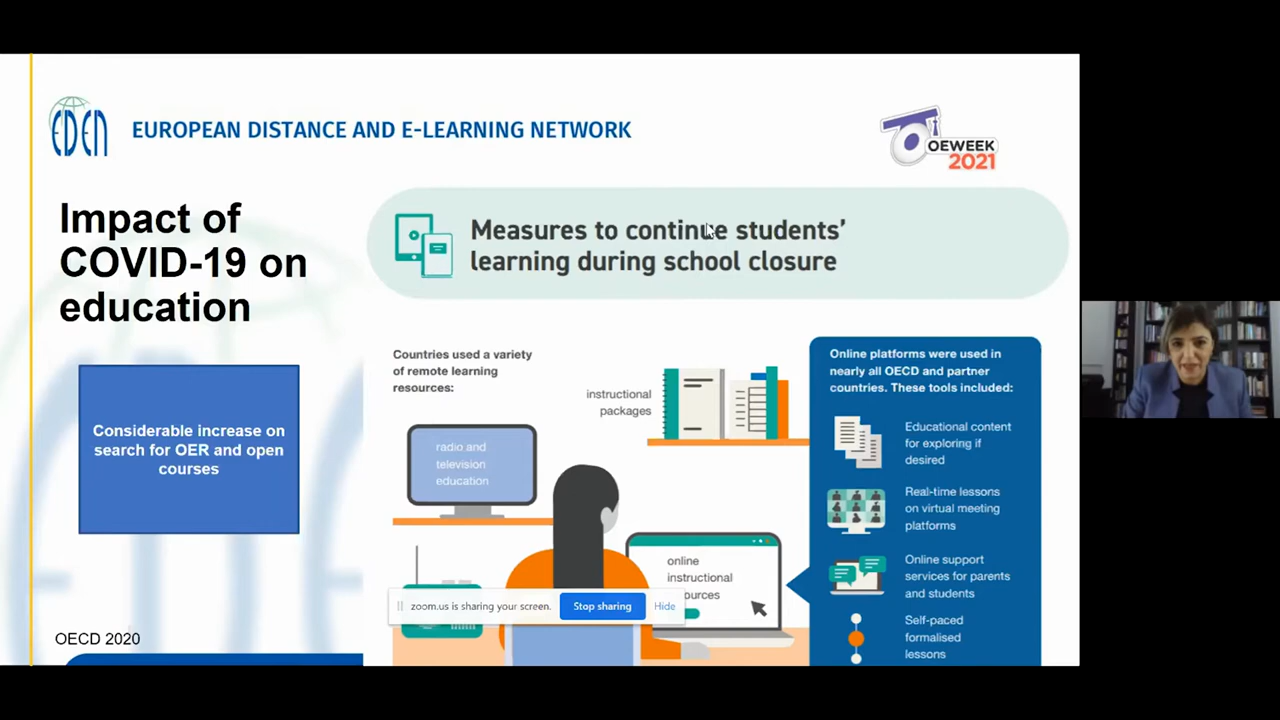 EDEN
EUROPEAN DISTANCE AND E-LEARNING NETWORK
OEWEEK
2021
Impact of
COVID-19 on
education
Measures to continue students’
learning during school closure
Considerable increase on
search for OER and open
courses
OECD 2020
Countries used a variety
of remote learning
resources:
instructional
packages
radio and
television
education
online
instructional
zoom.us is sharing your screen.
Stop sharing
Hide
Online platforms were used in
nearly all OECD and partner
countries. These tools included:
Educational content
for exploring if
desired
Real-time lessons
on virtual meeting
platforms
Online support
services for parents
and students
Self-paced
formalised
lessons